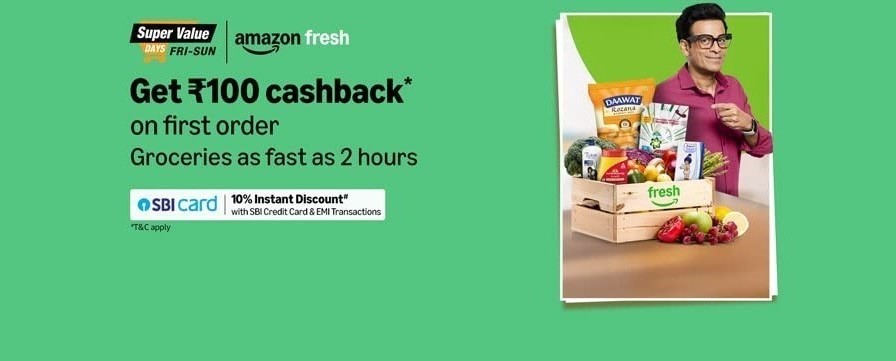 Super Value
DAYS FRI-SUN
amazon fresh
Get ₹100 cashback*
on first order
Groceries as fast as 2 hours
SBI card
10% Instant Discount#
with SBI Credit Card & EMI Transactions
*T&C apply
DAAWAT
Rozana
fresh